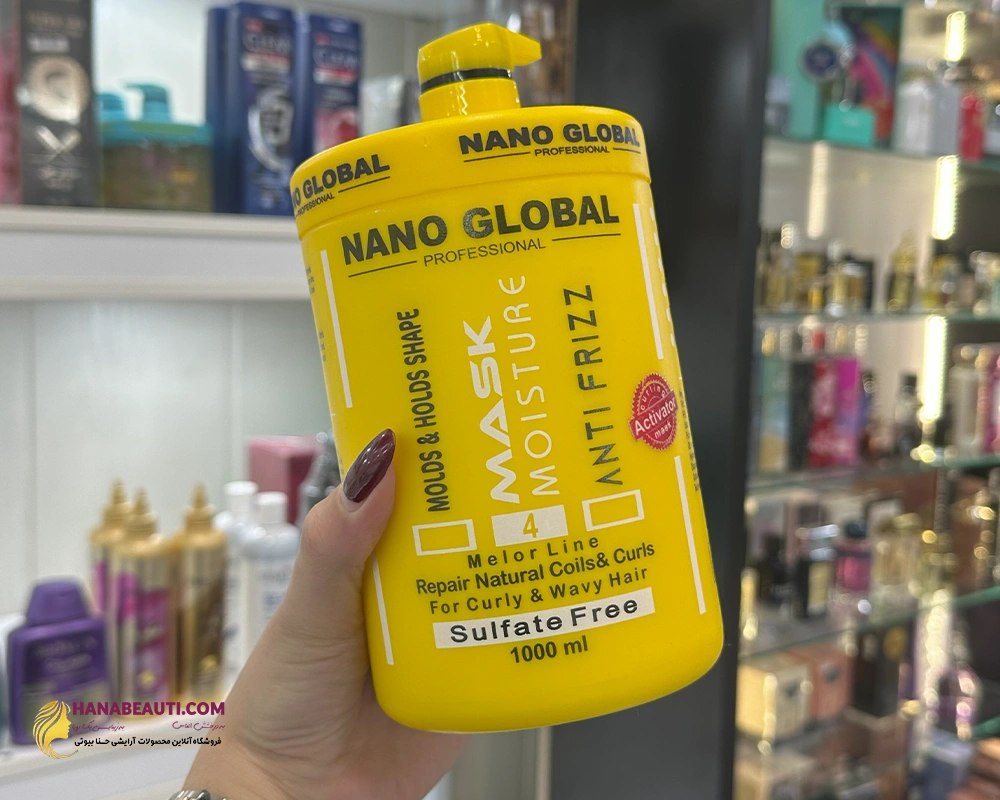 NANO GLOBAL
PROFESSIONAL
GLOBAL
PROFESSIONAL
NANO GLOBAL
PROFESSIONAL
MOLDS & HOLDS SHAPE
MASK
MOISTURE
ANTI FRIZZ
Activator
mask
4
Melor Line
Repair Natural Coils& Curls
For Curly & Wavy Hair
Sulfate Free
1000 ml
CLEAR
HANABEAUTI.COM
فروشگاه آنلاین محصولات آرایشی حنا بیوتی